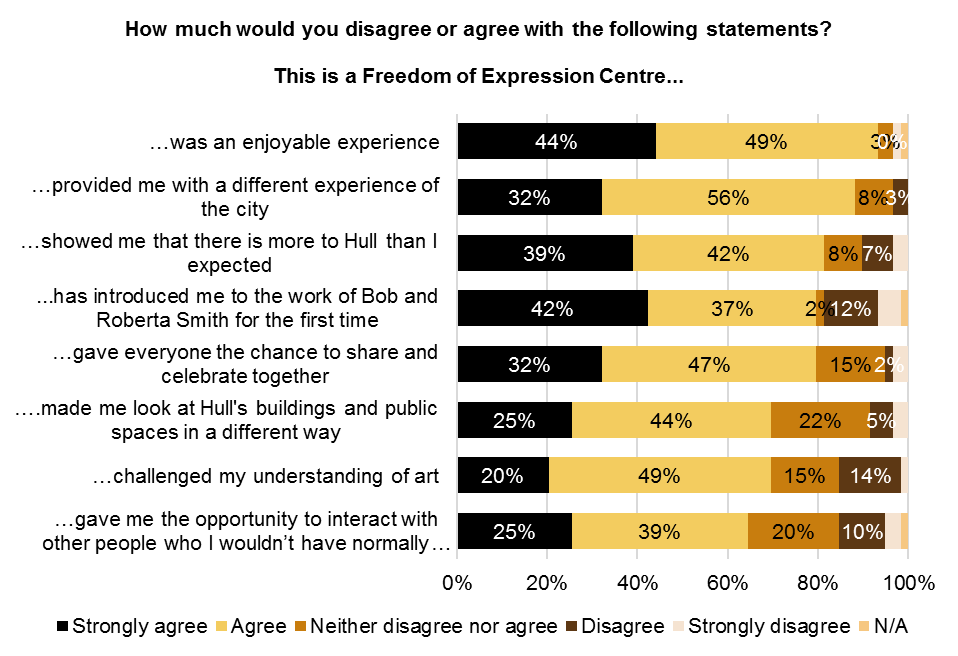 How much would you disagree or agree with the following statements?
This is a Freedom of Expression Centre...
…was an enjoyable experience
44%
49%
3%
0%
…provided me with a different experience of
the city
32%
56%
8%
3%
…showed me that there is more to Hull than I
expected
39%
42%
8%
7%
...has introduced me to the work of Bob and
Roberta Smith for the first time
42%
37%
2%
12%
…gave everyone the chance to share and
celebrate together
32%
47%
15%
2%
….made me look at Hull's buildings and public
spaces in a different way
25%
44%
22%
5%
…challenged my understanding of art
20%
49%
15%
14%
…gave me the opportunity to interact with
other people who I wouldn’t have normally…
25%
39%
20%
10%
0% 20% 40% 60% 80% 100%
Strongly agree Agree Neither disagree nor agree Disagree Strongly disagree N/A